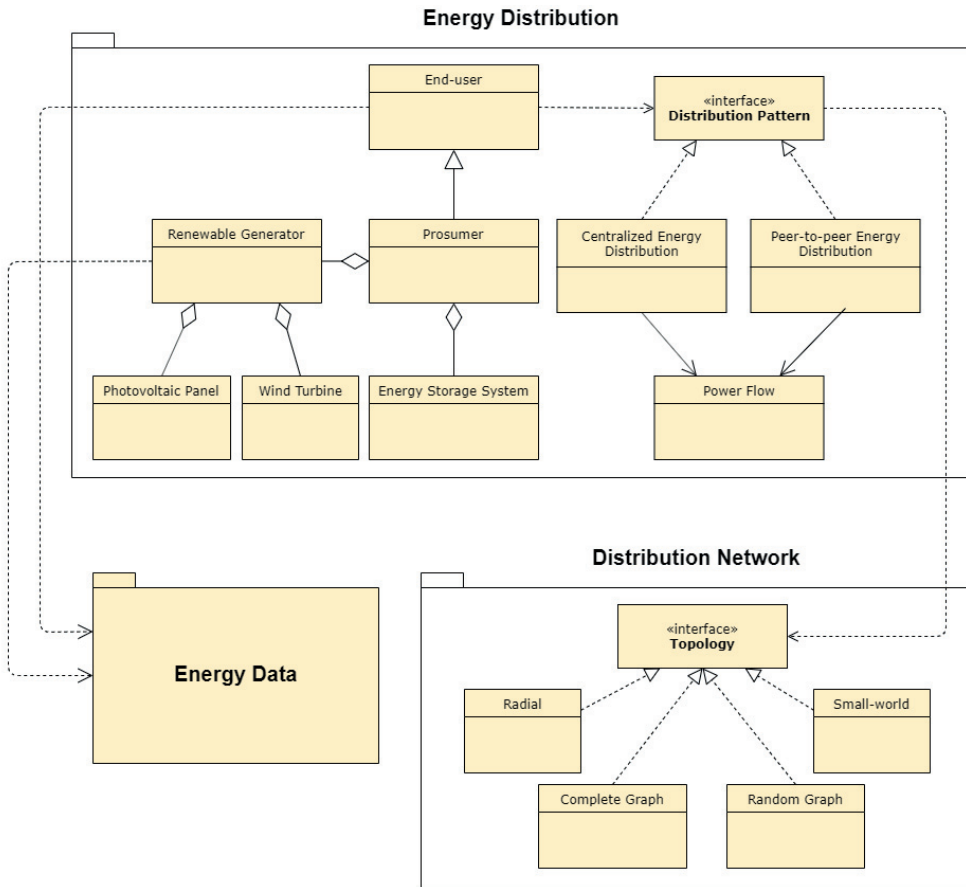 Energy Distribution
End-user
«interface»
Distribution Pattern
Renewable Generator
Prosumer
Centralized Energy
Distribution
Peer-to-peer Energy
Distribution
Photovoltaic Panel
Wind Turbine
Energy Storage System
Power Flow
Distribution Network
«interface»
Topology
Energy Data
Radial
Small-world
Complete Graph
Random Graph